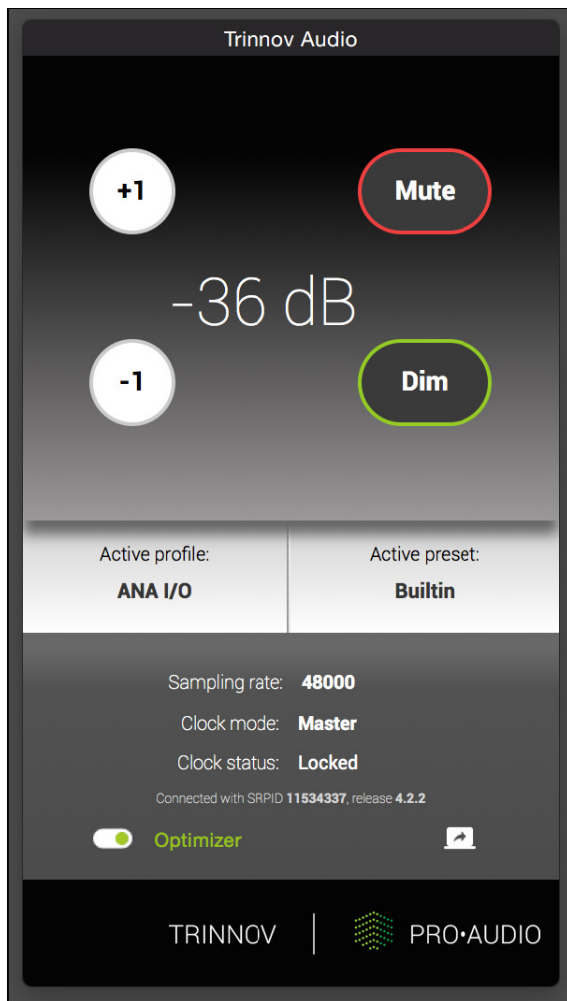 Trinnov Audio
+1
Mute
-36 dB
-1
Dim
Active profile:
ANA I/O
Active preset:
Builtin
Sampling rate: 48000
Clock mode: Master
Clock status: Locked
Connected with SRPID 11534337, release 4.2.2
Optimizer
TRINNOV | PRO•AUDIO